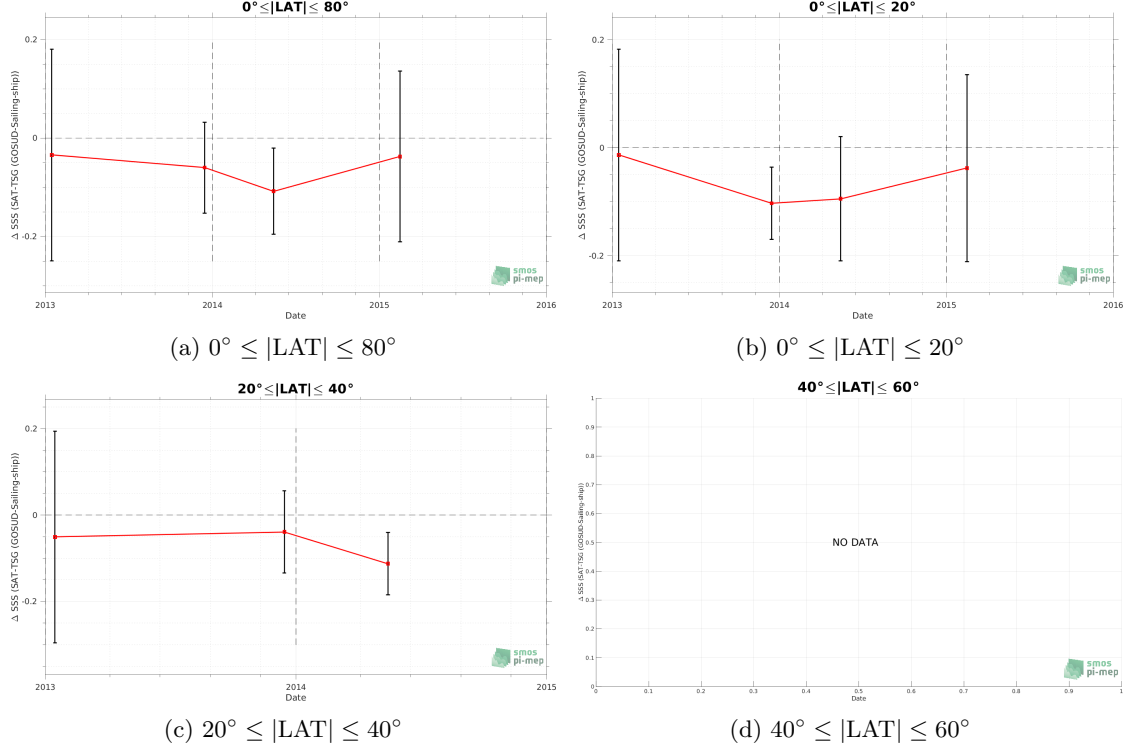 0°≤|LAT|≤ 80°
Δ SSS (SAT-TSG (GOSUD-Sailing-ship))
0.2
0
-0.2
2013
2014
2015
2016
Date
smos
pi-mep
(a) 0° ≤ |LAT| ≤ 80°
0°≤|LAT|≤ 20°
Δ SSS (SAT-TSG (GOSUD-Sailing-ship))
0.2
0
-0.2
2013
2014
2015
2016
Date
smos
pi-mep
(b) 0° ≤ |LAT| ≤ 20°
20°≤|LAT|≤ 40°
Δ SSS (SAT-TSG (GOSUD-Sailing-ship))
0.2
0
-0.2
2013
2014
2015
Date
smos
pi-mep
(c) 20° ≤ |LAT| ≤ 40°
40°≤|LAT|≤ 60°
Δ SSS (SAT-TSG (GOSUD-Sailing-ship))
1
0.9
0.8
0.7
0.6
0.5
0.4
0.3
0.2
0.1
0
NO DATA
0
0.1
0.2
0.3
0.4
0.5
0.6
0.7
0.8
0.9
1
Date
smos
pi-mep
(d) 40° ≤ |LAT| ≤ 60°